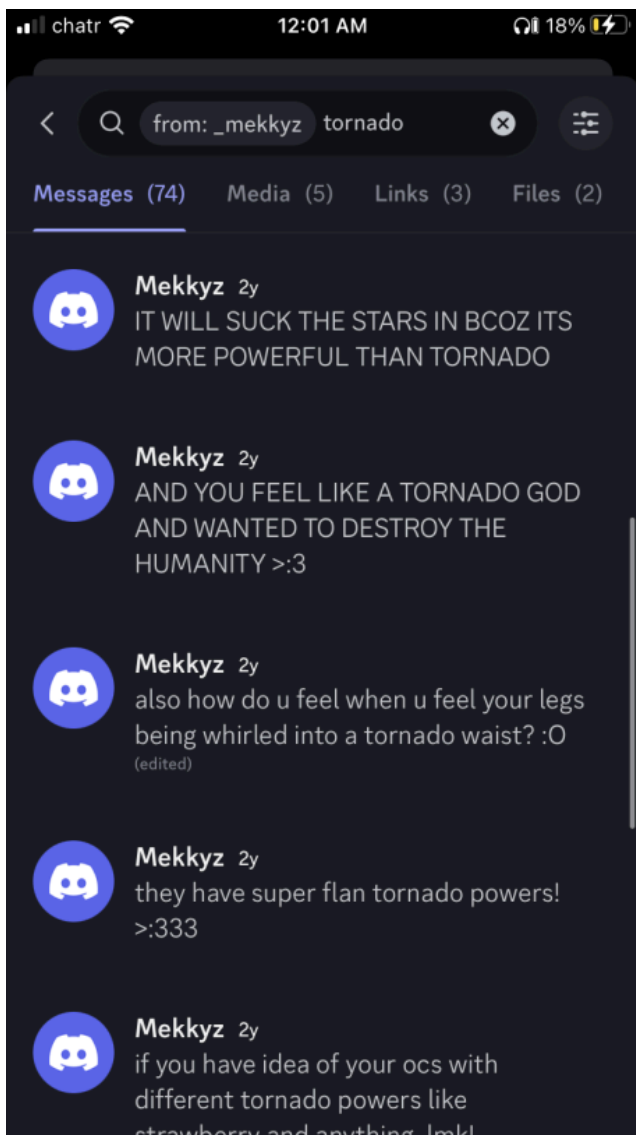 chatr 12:01 AM 18%
from: _mekkyz tornado
Messages (74) Media (5) Links (3) Files (2)
Mekkyz 2y
IT WILL SUCK THE STARS IN BCOZ ITS
MORE POWERFUL THAN TORNADO
Mekkyz 2y
AND YOU FEEL LIKE A TORNADO GOD
AND WANTED TO DESTROY THE
HUMANITY >:3
Mekkyz 2y
also how do u feel when u feel your legs
being whirled into a tornado waist? :O
(edited)
Mekkyz 2y
they have super flan tornado powers!
>:333
Mekkyz 2y
if you have idea of your ocs with
different tornado powers like
strawberry and anything, lmk!